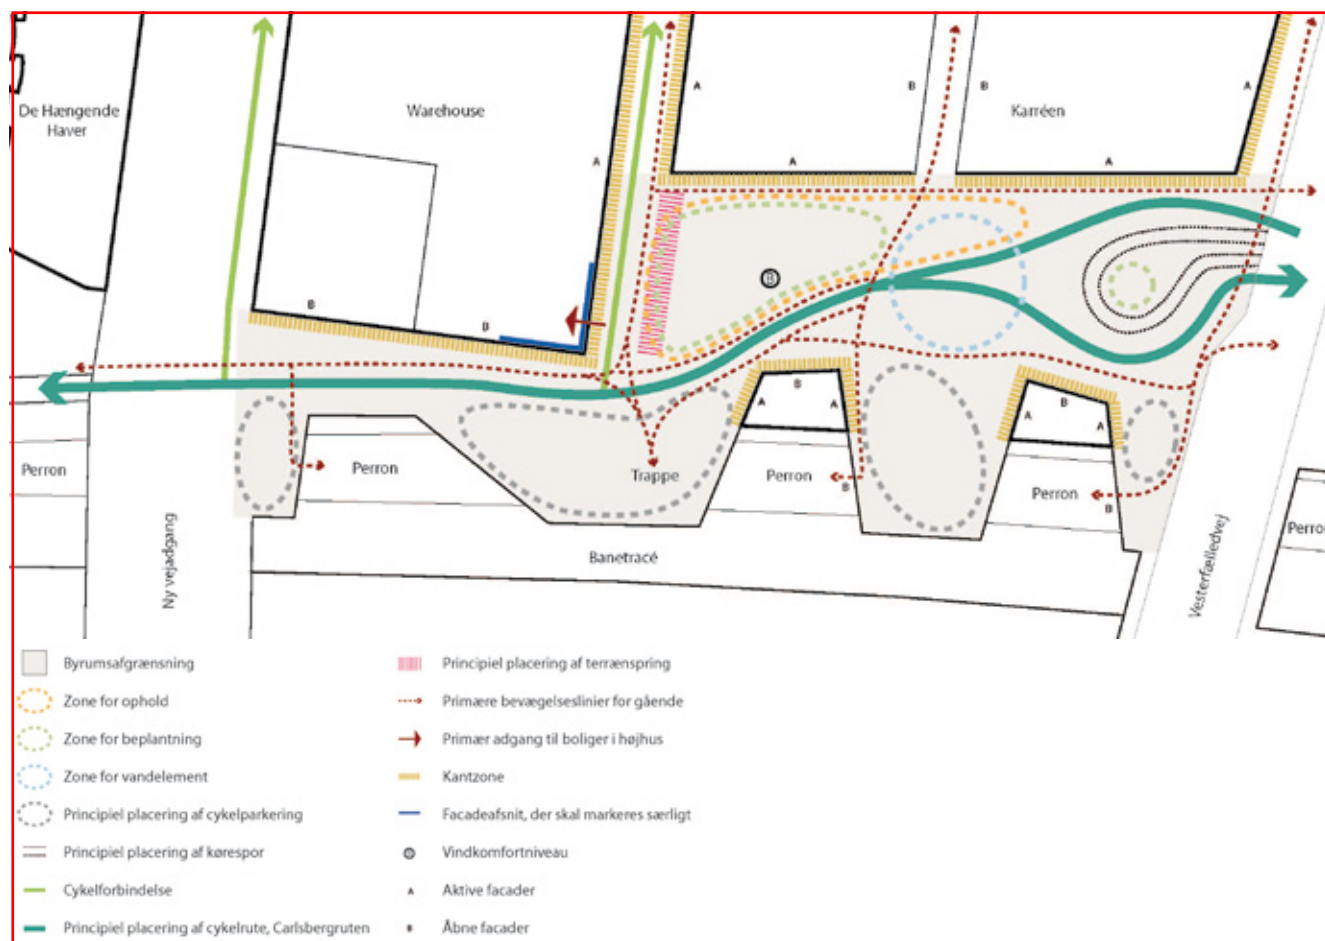 De Hængende
Haver
Warehouse
Karréen
A
B
B
A
A
A
A
B
B
B
B
A
A
B
A
A
Perron
Perron
Trappe
Perron
B
Perron
B
Perron
Banetracé
Ny vejadgang
Vesterfælledvej
Byrumsafgrænsning
Zone for ophold
Zone for beplantning
Zone for vandelement
Principiel placering af cykelparkering
Principiel placering af kørespor
Cykelforbindelse
Principiel placering af cykelrute, Carlsbergruten
Principiel placering af terrænspring
Primære bevægelseslinier for gående
Primær adgang til boliger i højhus
Kantzone
Facadeafsnit, der skal markeres særligt
Vindkomfortniveau
A Aktive facader
B Åbne facader